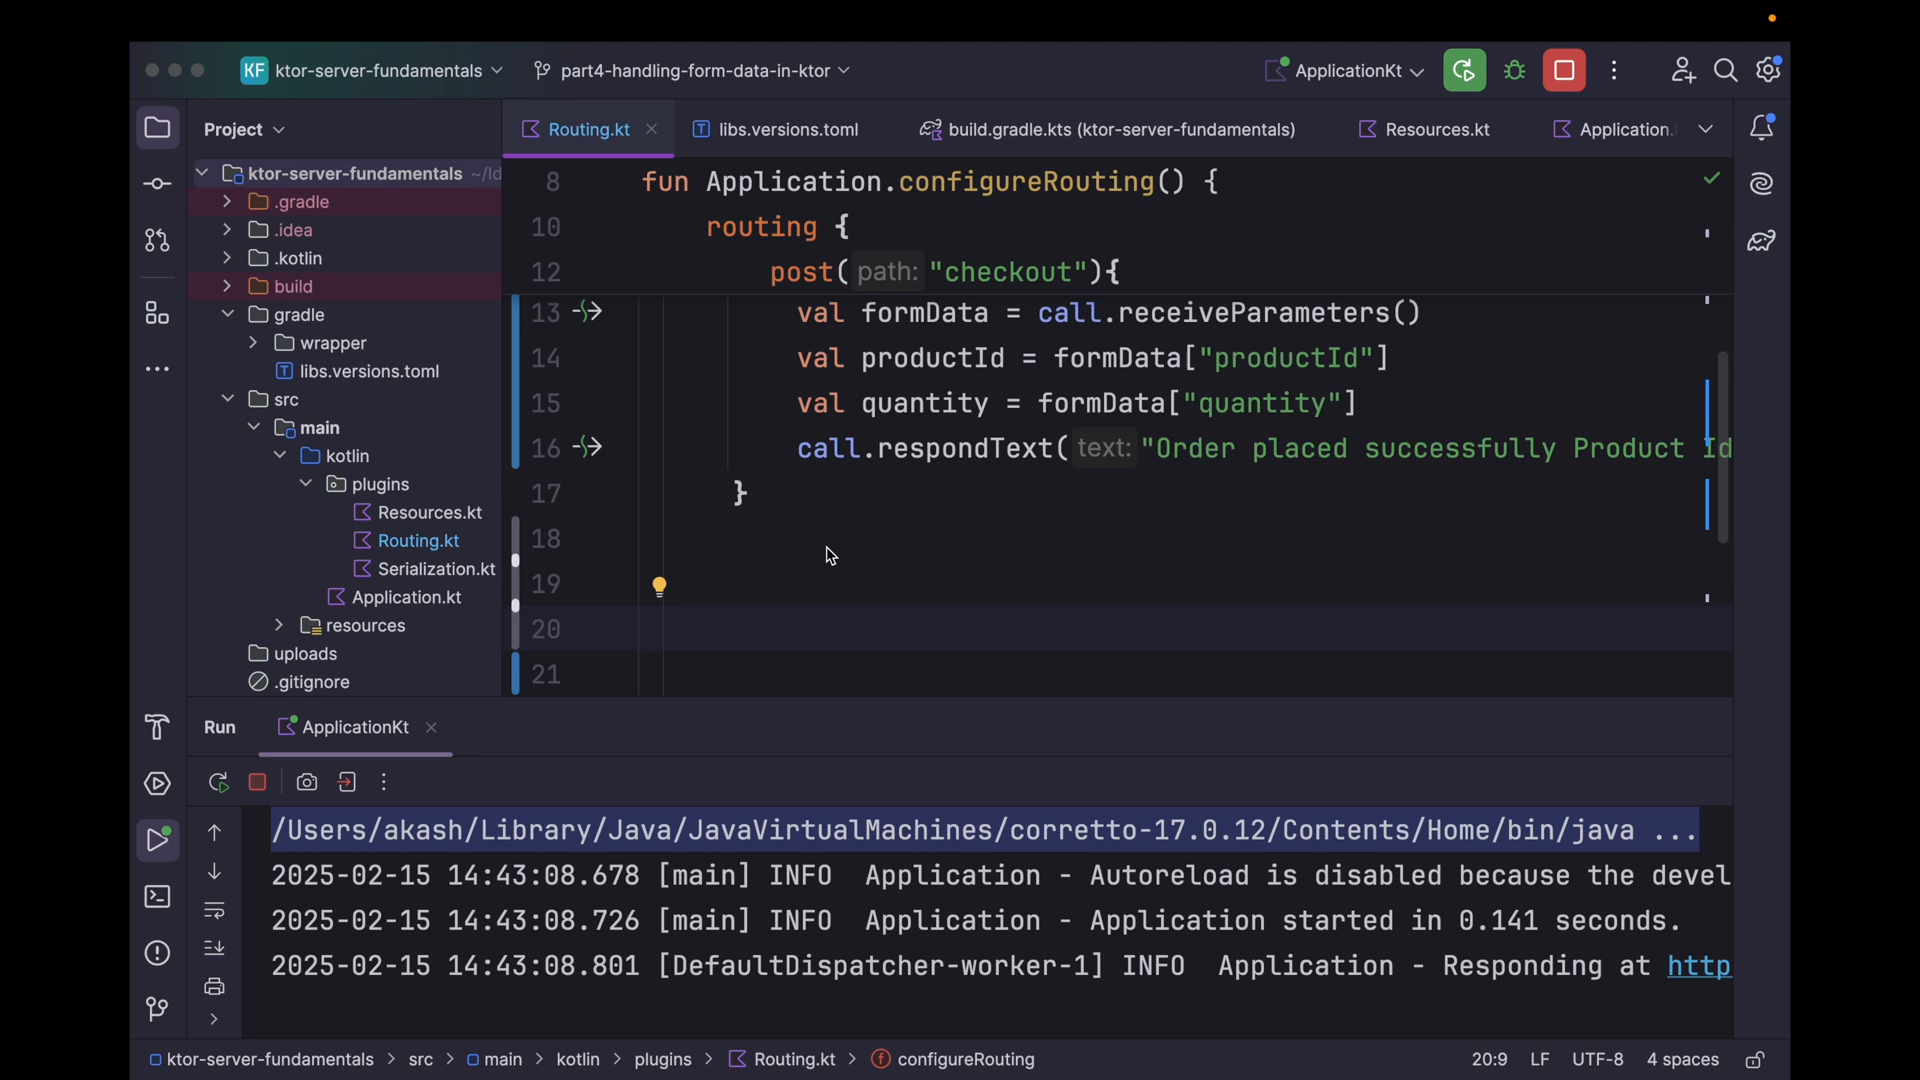 KF ktor-server-fundamentals part4-handling-form-data-in-ktor ApplicationKt
Project
Routing.kt libs.versions.toml build.gradle.kts (ktor-server-fundamentals) Resources.kt Application.
ktor-server-fundamentals ~/Id
.gradle
.idea
.kotlin
build
gradle
wrapper
libs.versions.toml
src
main
kotlin
plugins
Resources.kt
Routing.kt
Serialization.kt
Application.kt
resources
uploads
.gitignore
8 fun Application.configureRouting() {
10 routing {
12 post( path: "checkout"){
13 val formData = call.receiveParameters()
14 val productId = formData["productId"]
15 val quantity = formData["quantity"]
16 call.respondText( text: "Order placed successfully Product Id
17 }
18
19
20
21
Run ApplicationKt
/Users/akash/Library/Java/JavaVirtualMachines/corretto-17.0.12/Contents/Home/bin/java ...
2025-02-15 14:43:08.678 [main] INFO  Application - Autoreload is disabled because the devel
2025-02-15 14:43:08.726 [main] INFO  Application - Application started in 0.141 seconds.
2025-02-15 14:43:08.801 [DefaultDispatcher-worker-1] INFO  Application - Responding at http
ktor-server-fundamentals > src > main > kotlin > plugins > Routing.kt > configureRouting 20:9 LF UTF-8 4 spaces